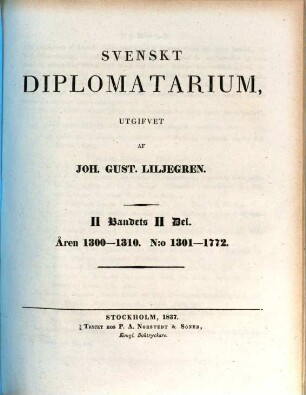 SVENSKT
DIPLOMATARIUM,
UTGIFVET
AF
JOH. GUST. LILJEGREN.
II Bandets II Del.
Åren 1300—1310. N:o 1301—1772.
STOCKHOLM, 1837.
Tryckt hos P. A. Norstedt & Söner,
Kongl. Boktryckare.